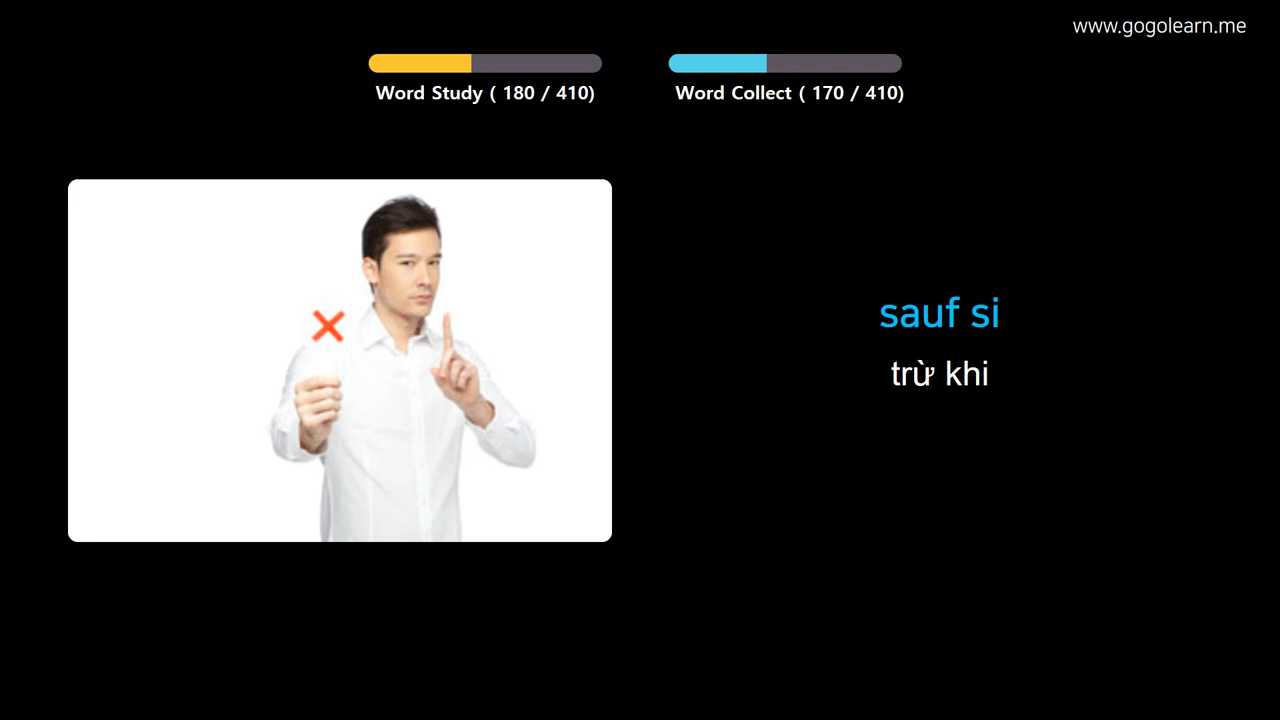 www.gogolearn.me
Word Study ( 180 / 410)
Word Collect ( 170 / 410)
sauf si
trừ khi